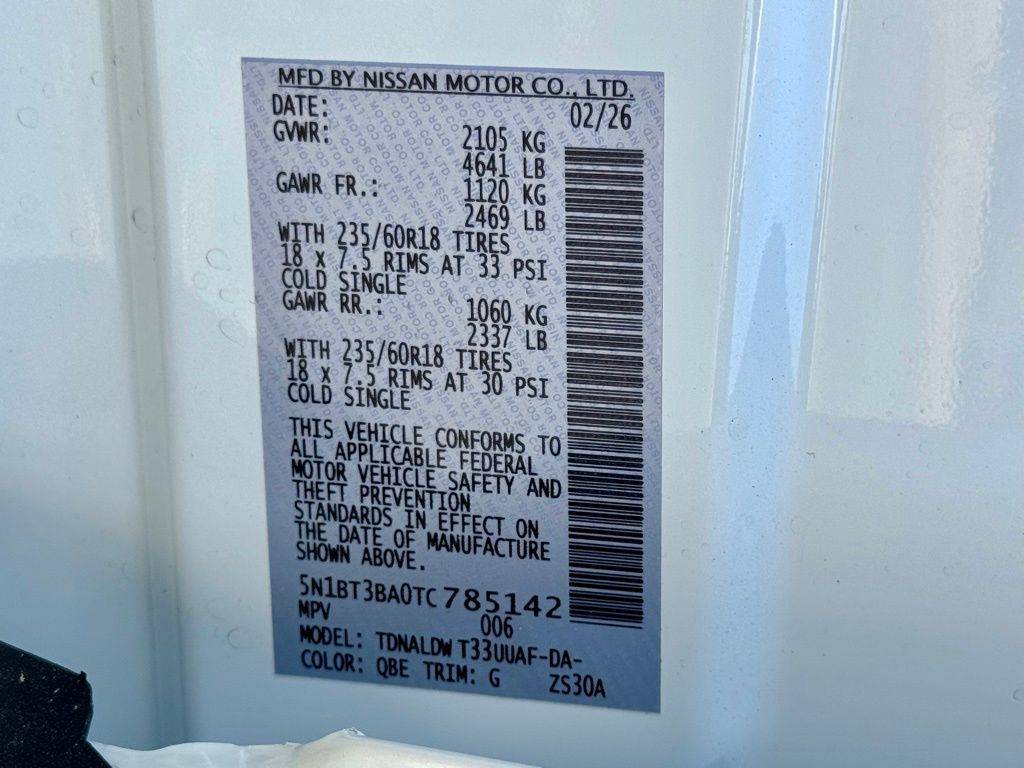 MFD BY NISSAN MOTOR CO., LTD.
DATE: 02/26
GVWR: 2105 KG
4641 LB
GAWR FR.: 1120 KG
2469 LB
WITH 235/60R18 TIRES
18 x 7.5 RIMS AT 33 PSI
COLD SINGLE
GAWR RR.: 1060 KG
2337 LB
WITH 235/60R18 TIRES
18 x 7.5 RIMS AT 30 PSI
COLD SINGLE
THIS VEHICLE CONFORMS TO
ALL APPLICABLE FEDERAL
MOTOR VEHICLE SAFETY AND
THEFT PREVENTION
STANDARDS IN EFFECT ON
THE DATE OF MANUFACTURE
SHOWN ABOVE.
5N1BT3BA0TC785142
MPV 006
MODEL: TDNALDW T33UUAF-DA-
COLOR: QBE TRIM: G ZS30A